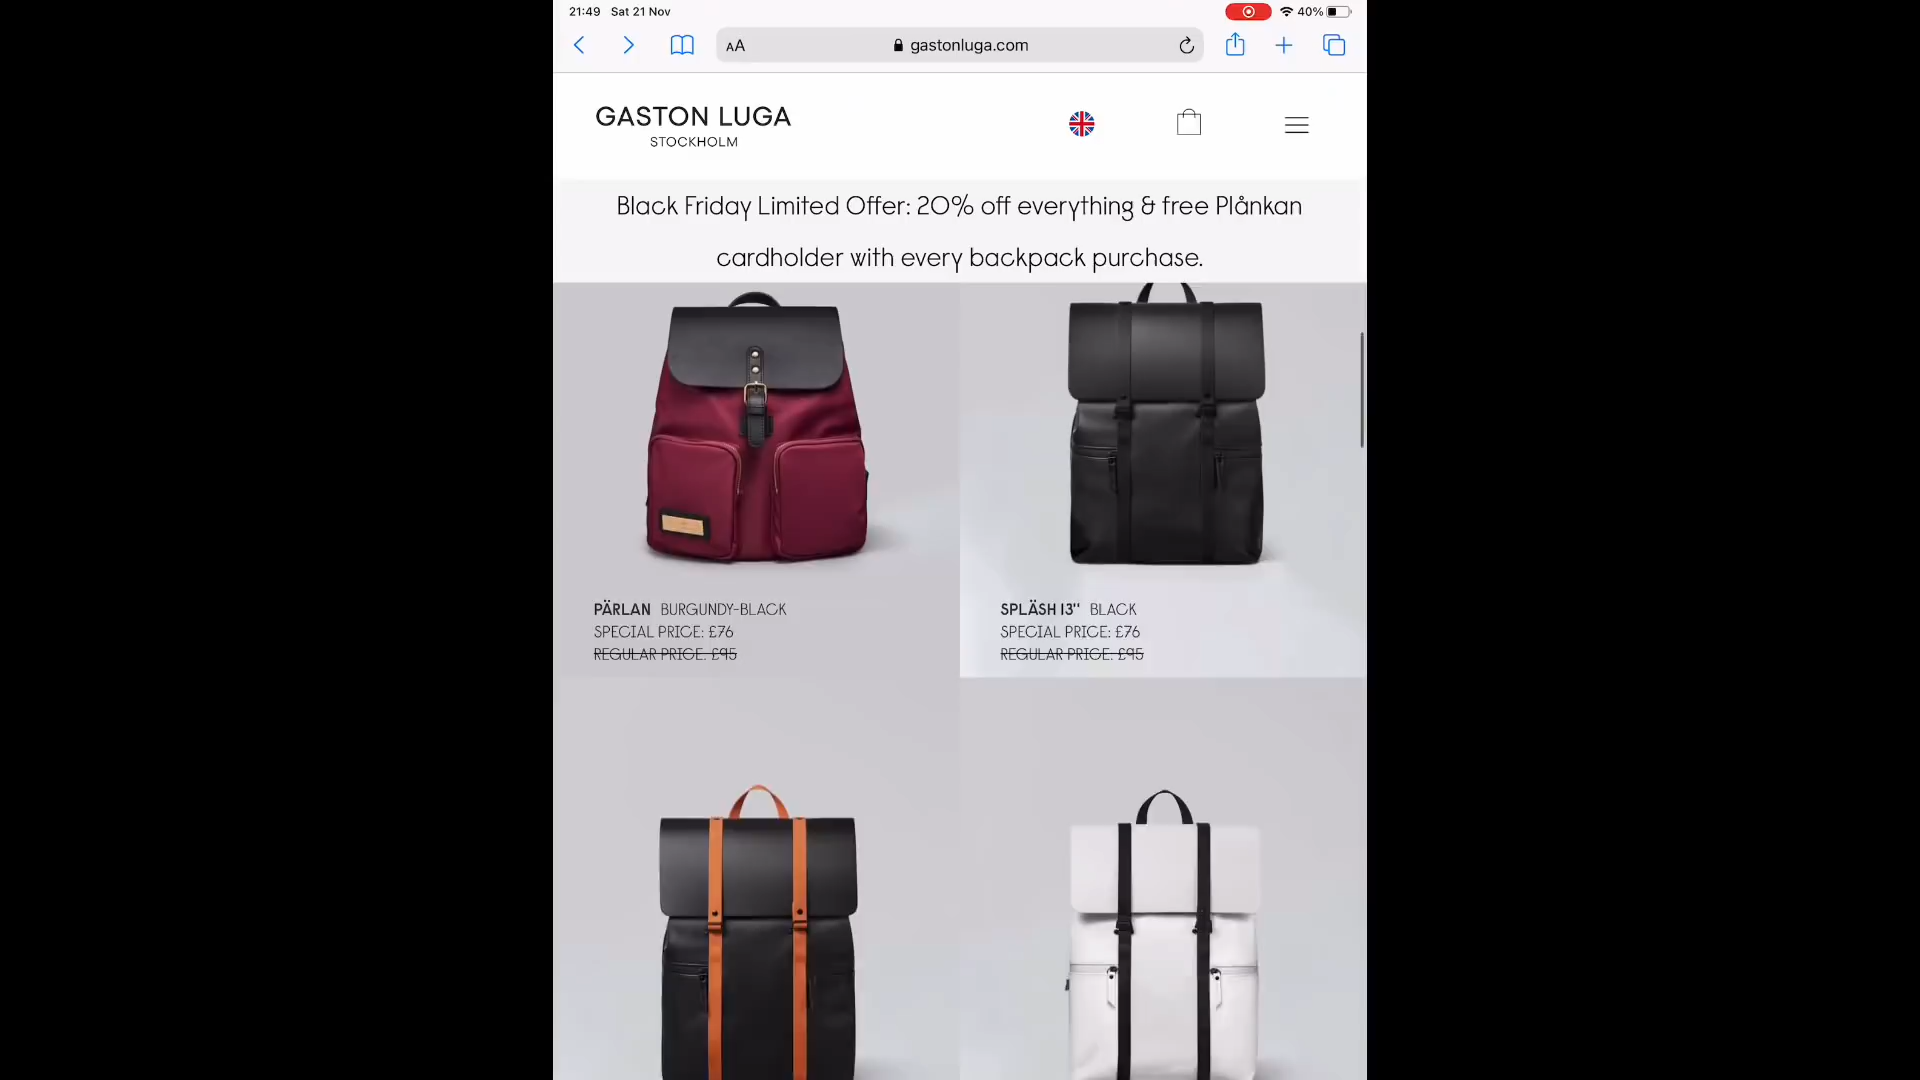 21:49 Sat 21 Nov
40%
AA
gastonluga.com
GASTON LUGA
STOCKHOLM
Black Friday Limited Offer: 20% off everything & free Plånkan
cardholder with every backpack purchase.
PÄRLAN BURGUNDY-BLACK
SPECIAL PRICE: £76
REGULAR PRICE: £95
SPLÄSH 13'' BLACK
SPECIAL PRICE: £76
REGULAR PRICE: £95